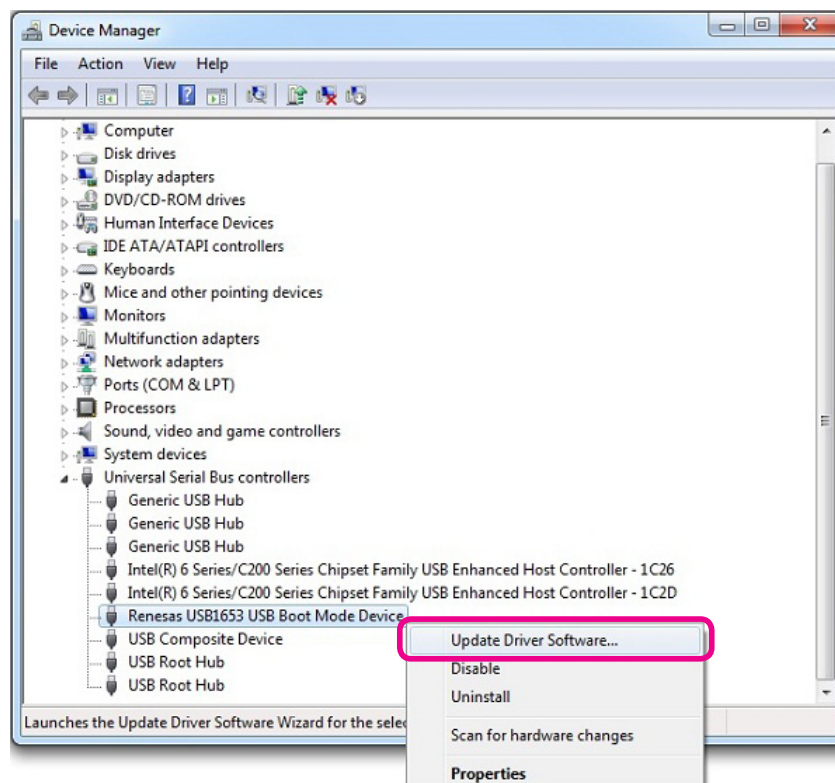 Device Manager
File Action View Help
Computer
Disk drives
Display adapters
DVD/CD-ROM drives
Human Interface Devices
IDE ATA/ATAPI controllers
Keyboards
Mice and other pointing devices
Monitors
Multifunction adapters
Network adapters
Ports (COM & LPT)
Processors
Sound, video and game controllers
System devices
Universal Serial Bus controllers
Generic USB Hub
Generic USB Hub
Generic USB Hub
Intel(R) 6 Series/C200 Series Chipset Family USB Enhanced Host Controller - 1C26
Intel(R) 6 Series/C200 Series Chipset Family USB Enhanced Host Controller - 1C2D
Renesas USB1653 USB Boot Mode Device
USB Composite Device
USB Root Hub
USB Root Hub
Update Driver Software...
Disable
Uninstall
Scan for hardware changes
Properties
Launches the Update Driver Software Wizard for the selec